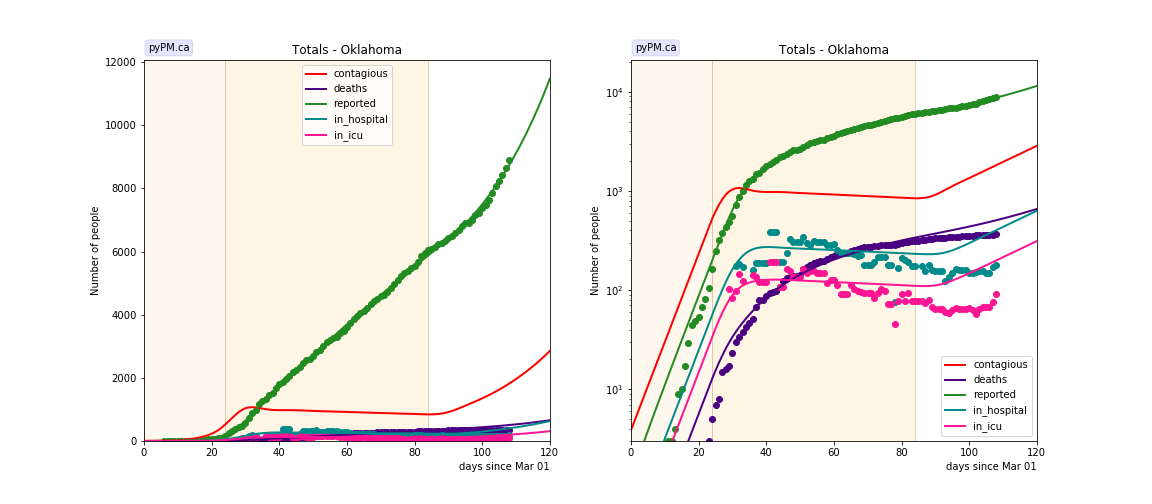 pyPM.ca
Totals - Oklahoma
Number of people
12000
10000
8000
6000
4000
2000
0
contagious
deaths
reported
in_hospital
in_icu
0 20 40 60 80 100 120
days since Mar 01
pyPM.ca
Totals - Oklahoma
Number of people
10⁴
10³
10²
10¹
contagious
deaths
reported
in_hospital
in_icu
0 20 40 60 80 100 120
days since Mar 01